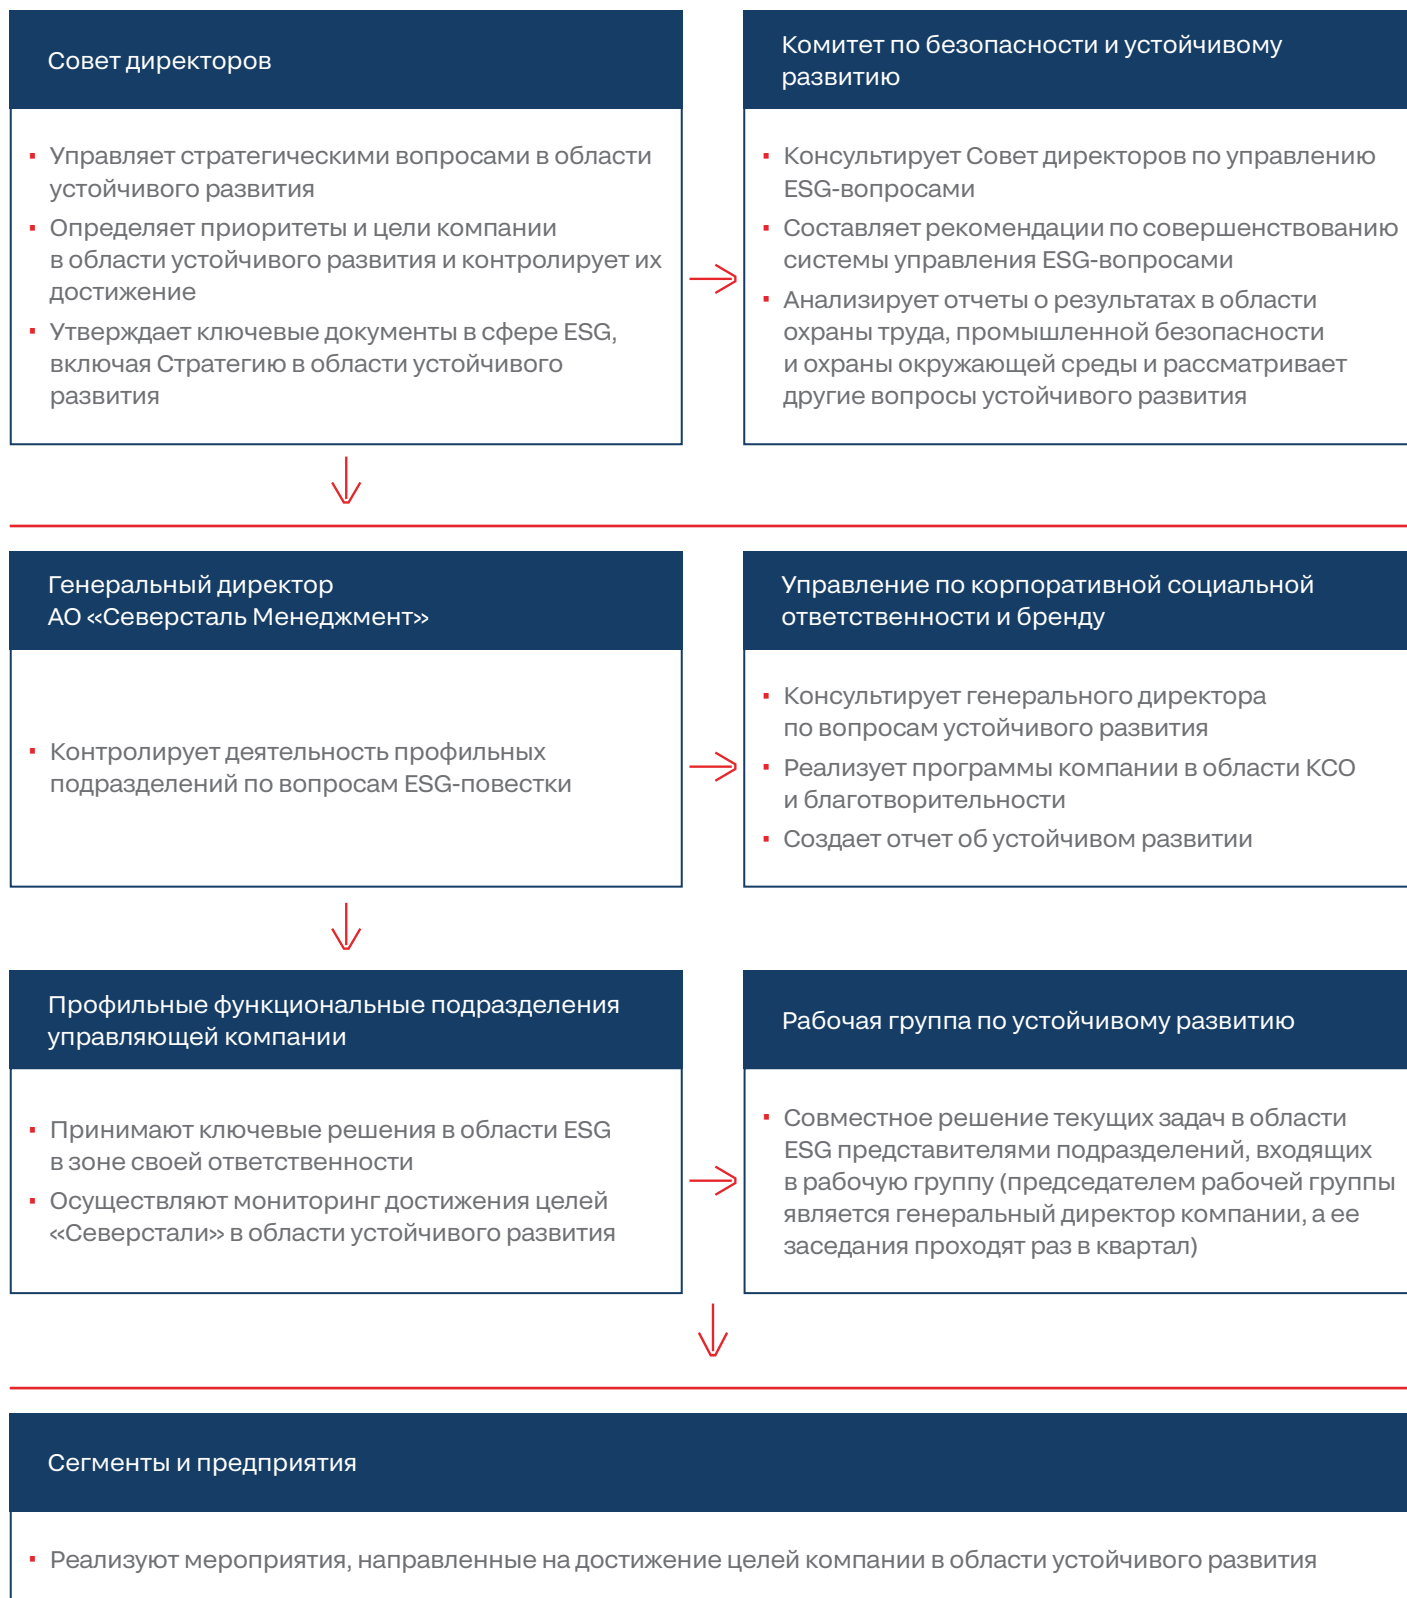 Совет директоров
▪ Управляет стратегическими вопросами в области
устойчивого развития
▪ Определяет приоритеты и цели компании
в области устойчивого развития и контролирует их
достижение
▪ Утверждает ключевые документы в сфере ESG,
включая Стратегию в области устойчивого
развития
Комитет по безопасности и устойчивому
развитию
▪ Консультирует Совет директоров по управлению
ESG-вопросами
▪ Составляет рекомендации по совершенствованию
системы управления ESG-вопросами
▪ Анализирует отчеты о результатах в области
охраны труда, промышленной безопасности
и охраны окружающей среды и рассматривает
другие вопросы устойчивого развития
Генеральный директор
АО «Северсталь Менеджмент»
▪ Контролирует деятельность профильных
подразделений по вопросам ESG-повестки
Управление по корпоративной социальной
ответственности и бренду
▪ Консультирует генерального директора
по вопросам устойчивого развития
▪ Реализует программы компании в области КСО
и благотворительности
▪ Создает отчет об устойчивом развитии
Профильные функциональные подразделения
управляющей компании
▪ Принимают ключевые решения в области ESG
в зоне своей ответственности
▪ Осуществляют мониторинг достижения целей
«Северстали» в области устойчивого развития
Рабочая группа по устойчивому развитию
▪ Совместное решение текущих задач в области
ESG представителями подразделений, входящих
в рабочую группу (председателем рабочей группы
является генеральный директор компании, а ее
заседания проходят раз в квартал)
Сегменты и предприятия
▪ Реализуют мероприятия, направленные на достижение целей компании в области устойчивого развития